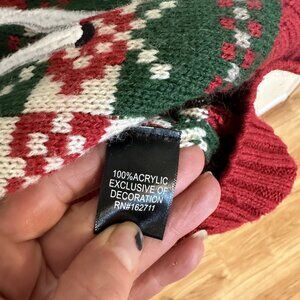 100%ACRYLIC
EXCLUSIVE OF
DECORATION
RN#162711